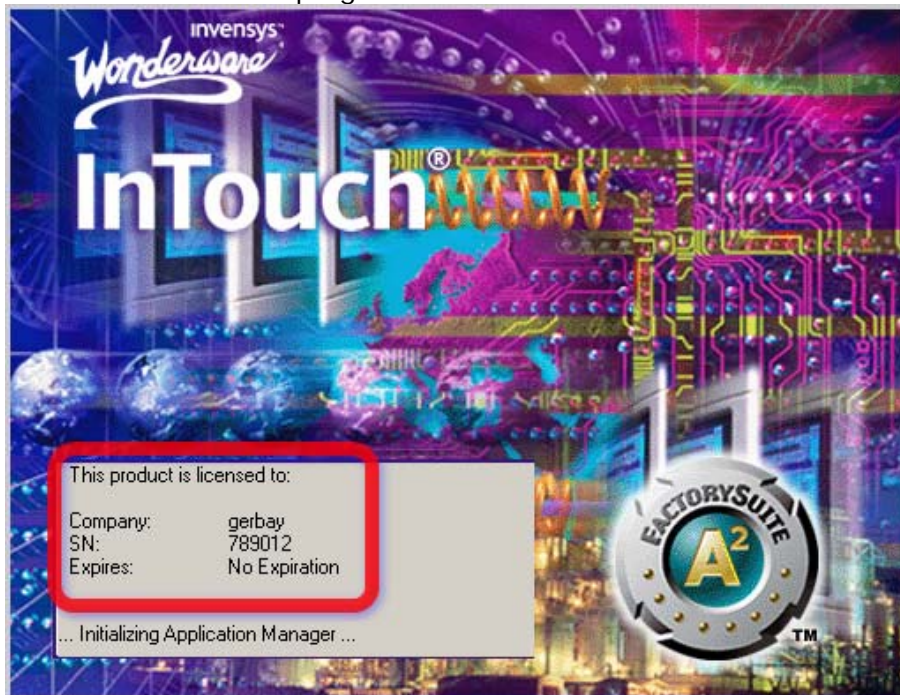 invensys™
Wonderware
InTouch®
This product is licensed to:
Company: gerbay
SN: 789012
Expires: No Expiration
... Initializing Application Manager ...
FACTORYSUITE
A²
TM